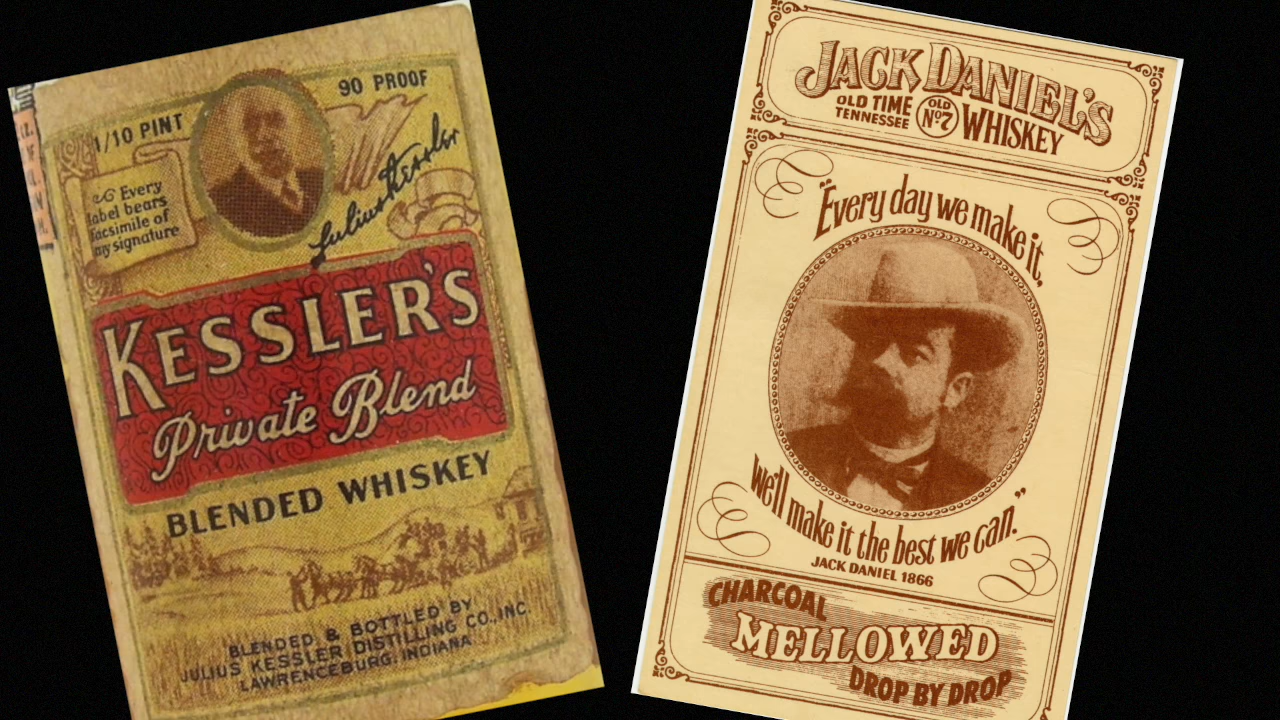 90 PROOF
1/10 PINT
Every
label bears
facsimile of
my signature
Julius Kessler
KESSLER'S
Private Blend
BLENDED WHISKEY
BLENDED & BOTTLED BY
JULIUS KESSLER DISTILLING CO., INC.
LAWRENCEBURG, INDIANA
JACK DANIEL'S
OLD TIME
TENNESSEE
OLD
Nº7
WHISKEY
"Every day we make it,
we'll make it the best we can."
JACK DANIEL 1866
CHARCOAL
MELLOWED
DROP BY DROP